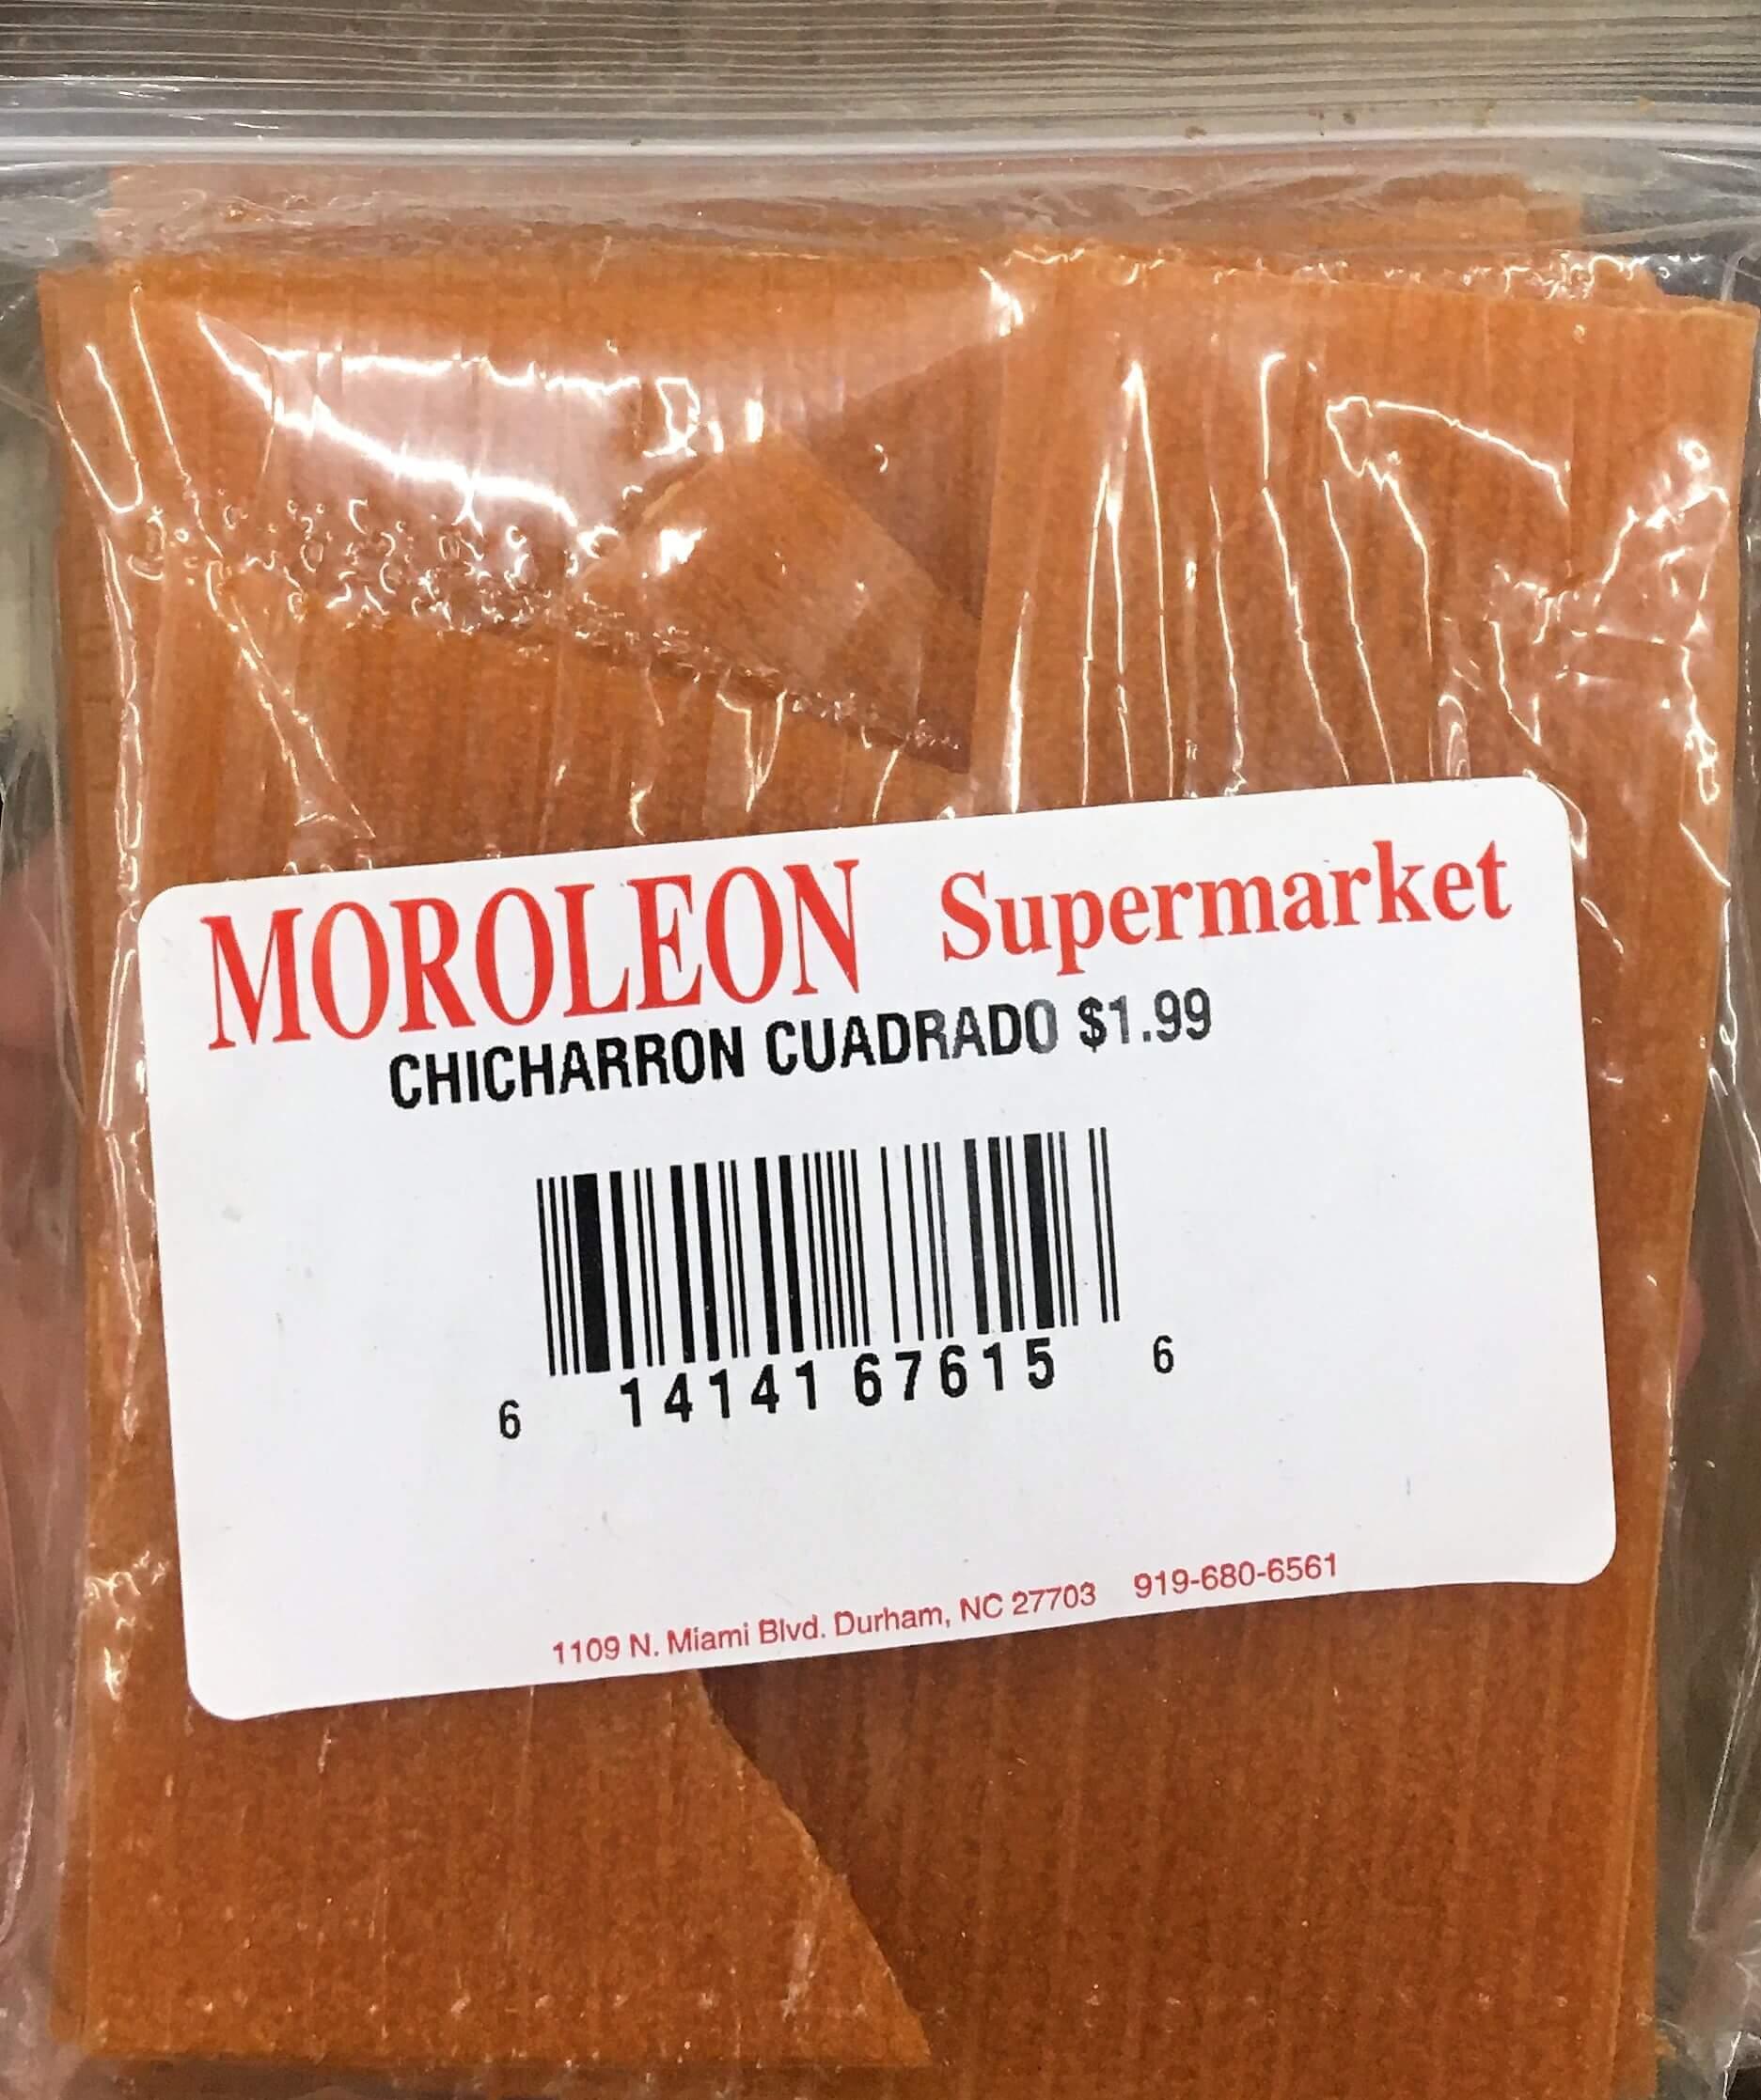 MOROLEON Supermarket
CHICHARRON CUADRADO $1.99
6 14141 67615 6
1109 N. Miami Blvd. Durham, NC 27703 919-680-6561